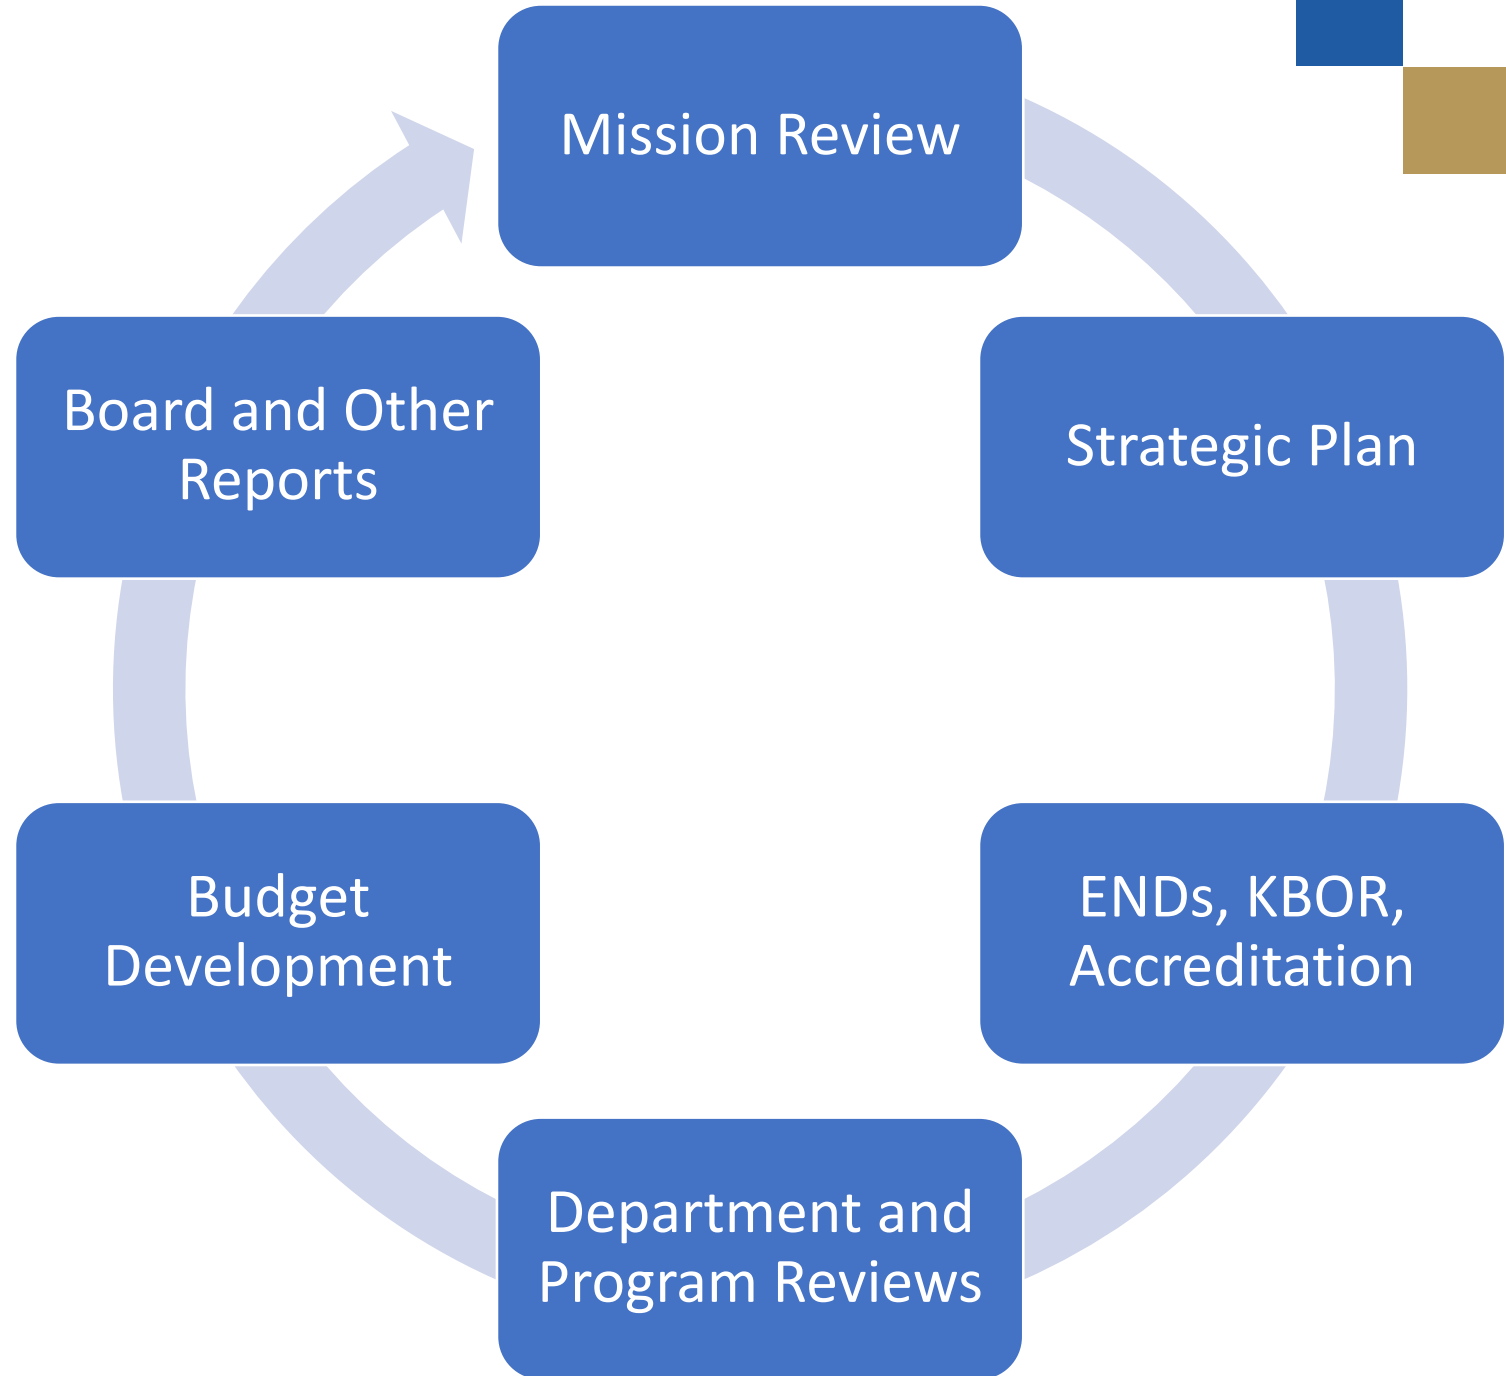 Mission Review
Strategic Plan
ENDs, KBOR,
Accreditation
Department and
Program Reviews
Budget
Development
Board and Other
Reports